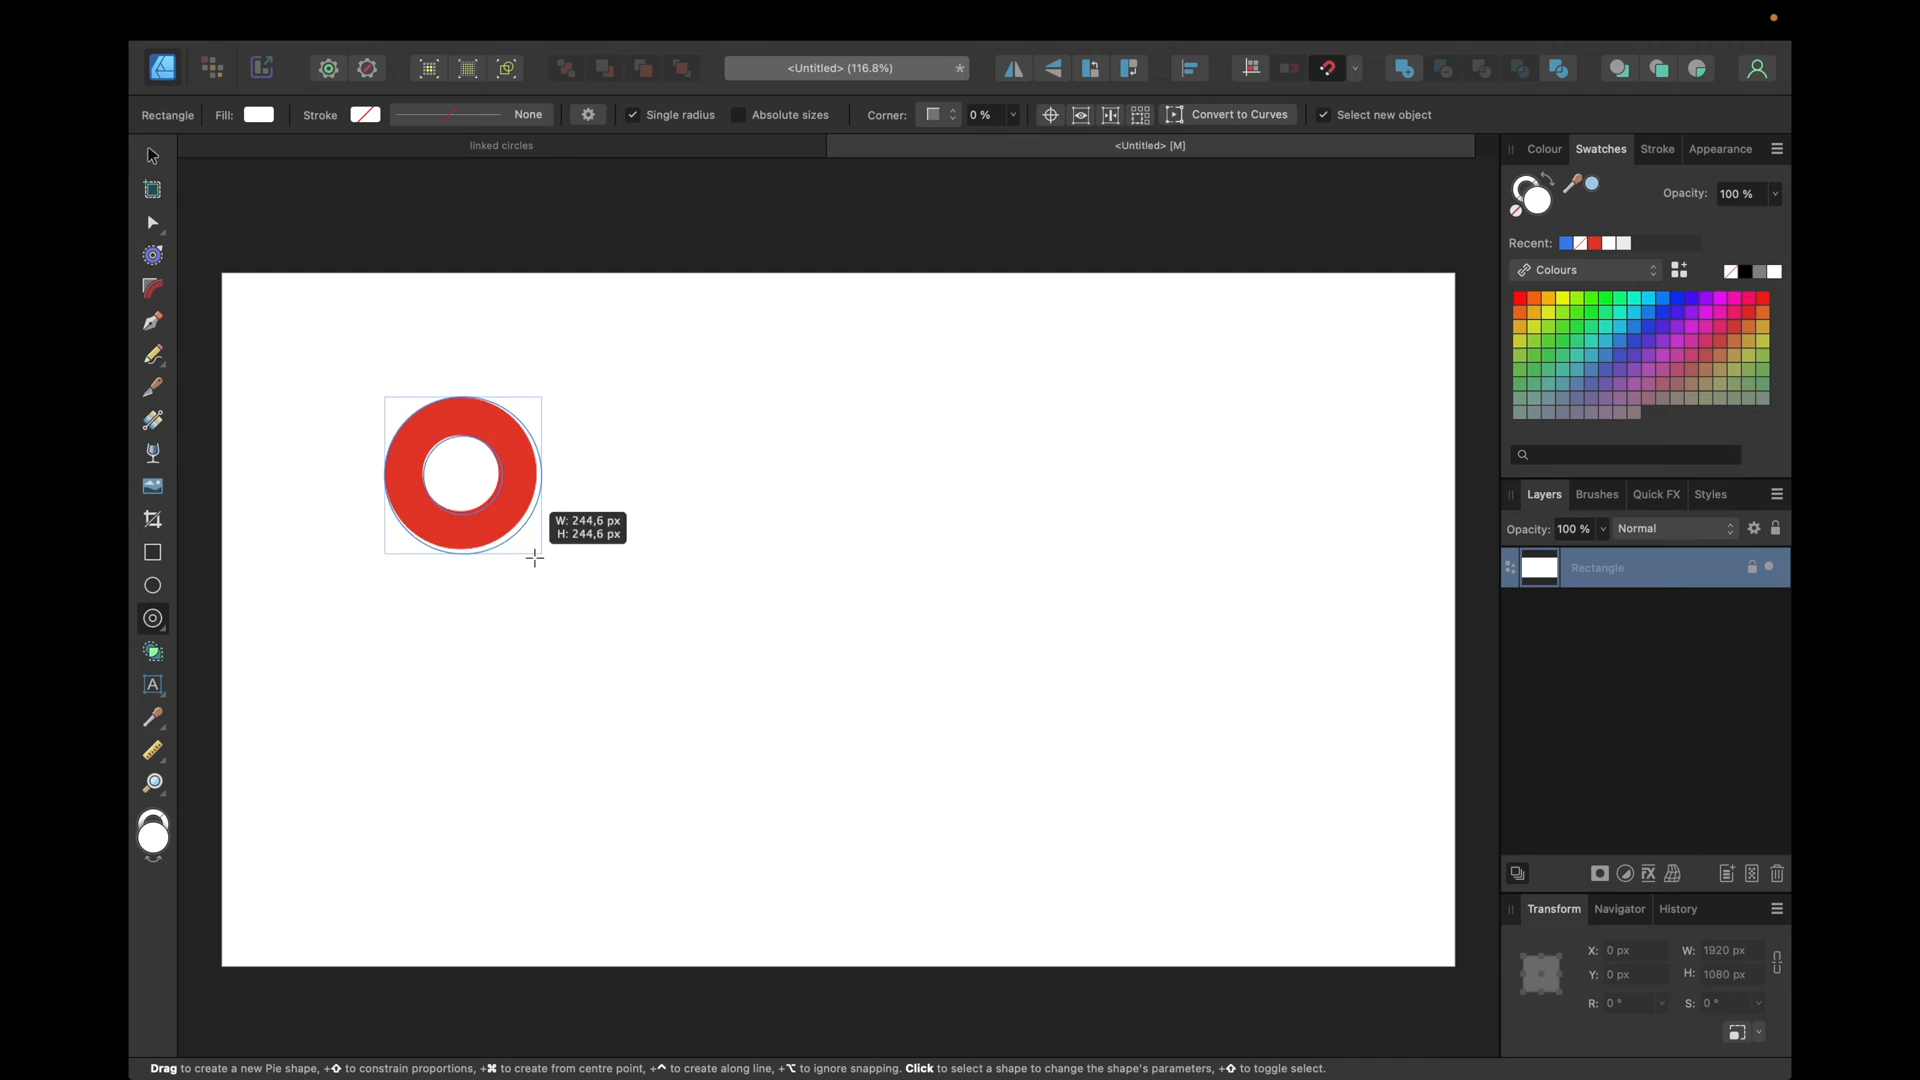 <Untitled> (116.8%)
*
Rectangle
Fill:
Stroke
None
Single radius
Absolute sizes
Corner:
0 %
Convert to Curves
Select new object
linked circles
<Untitled> [M]
Colour
Swatches
Stroke
Appearance
Opacity:
100 %
Recent:
Colours
W: 244,6 px
H: 244,6 px
Layers
Brushes
Quick FX
Styles
Opacity:
100 %
Normal
Rectangle
A
FX
Transform
Navigator
History
X: 0 px
W: 1920 px
Y: 0 px
H: 1080 px
R: 0 °
S: 0 °
Drag to create a new Pie shape, +⇧ to constrain proportions, +⌘ to create from centre point, +^ to create along line, +⌥ to ignore snapping. Click to select a shape to change the shape's parameters, +⇧ to toggle select.